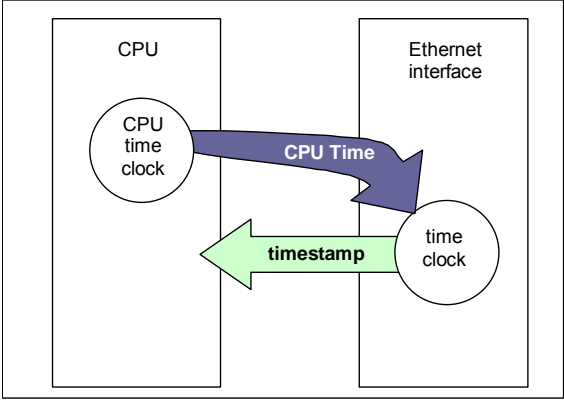 CPU
Ethernet
interface
CPU
time
clock
CPU Time
time
clock
timestamp